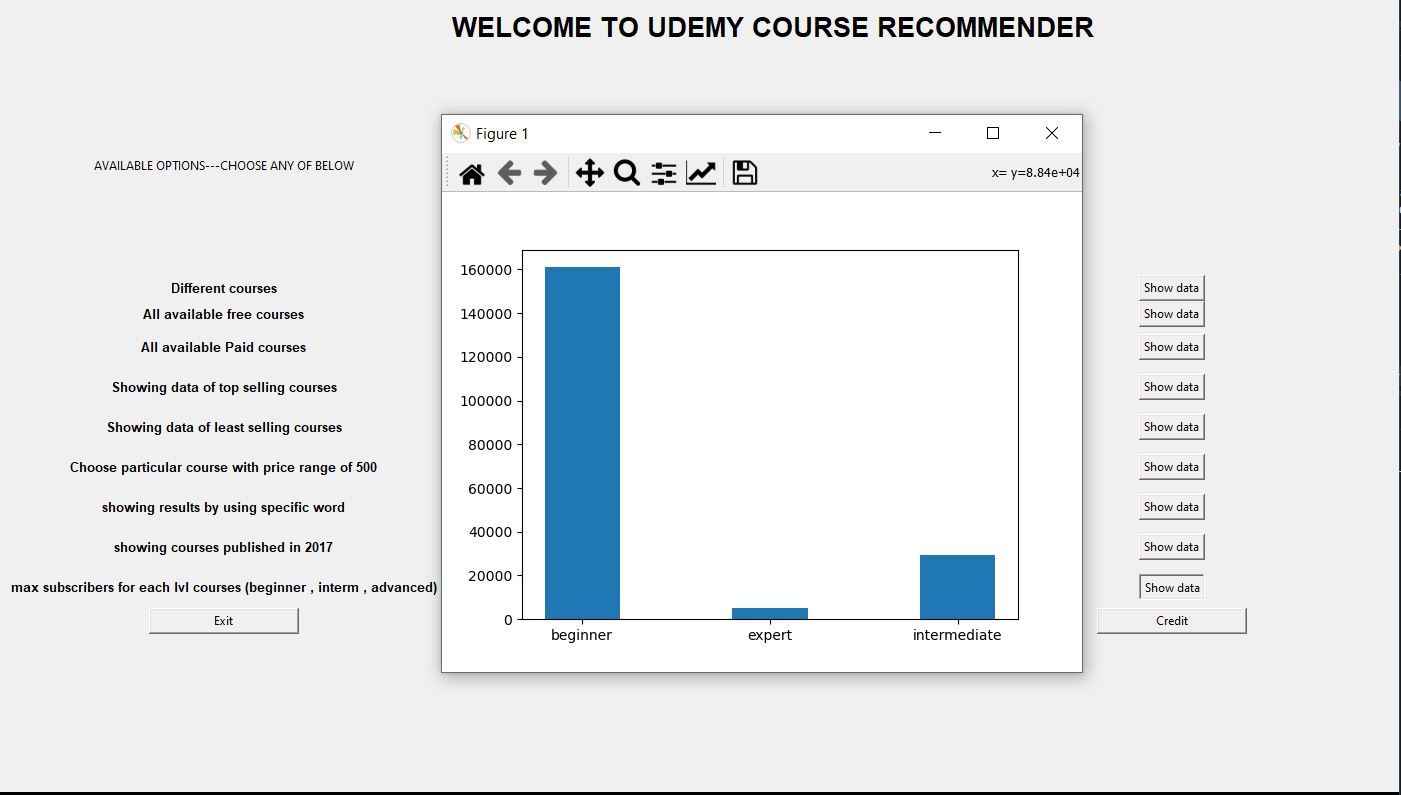 WELCOME TO UDEMY COURSE RECOMMENDER
Figure 1
x= y=8.84e+04
AVAILABLE OPTIONS---CHOOSE ANY OF BELOW
160000
140000
120000
100000
80000
60000
40000
20000
0
beginner expert intermediate
Different courses Show data
All available free courses Show data
All available Paid courses Show data
Showing data of top selling courses Show data
Showing data of least selling courses Show data
Choose particular course with price range of 500 Show data
showing results by using specific word Show data
showing courses published in 2017 Show data
max subscribers for each lvl courses (beginner , interm , advanced) Show data
Exit Credit